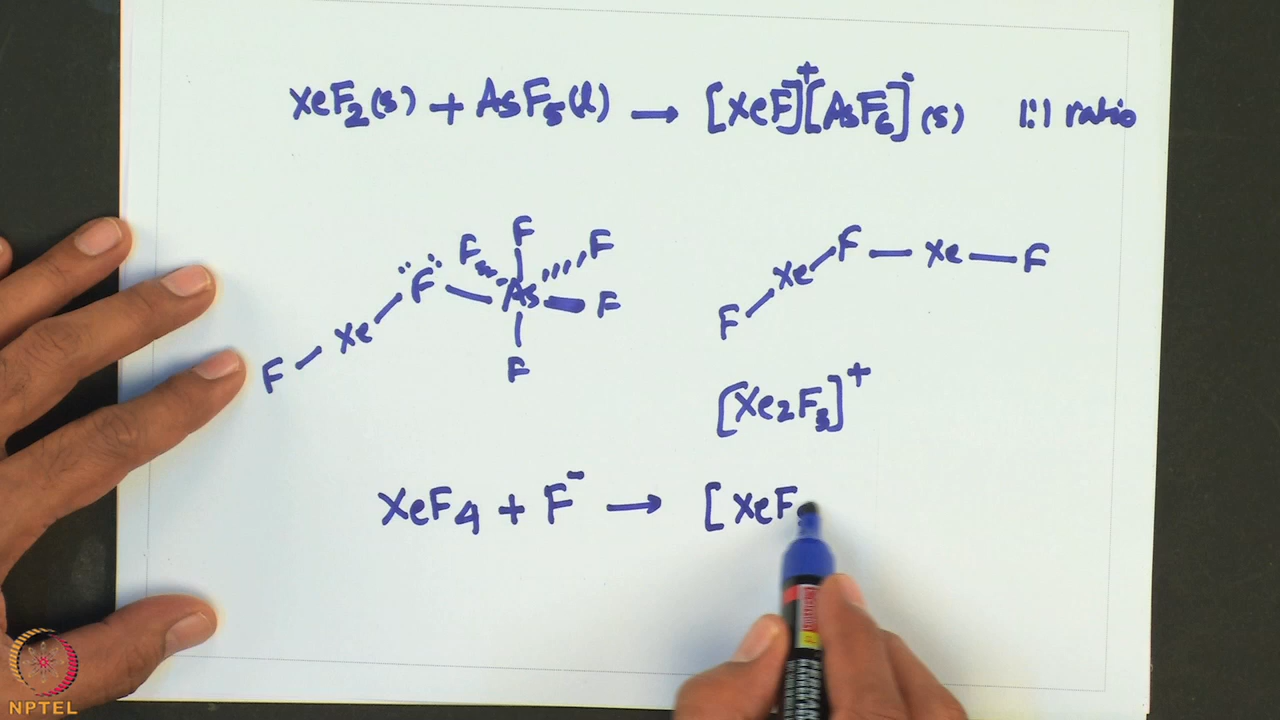 XeF₂(s) + AsF₅(l) → [XeF]⁺[AsF₆]⁻(s) 1:1 ratio
F F F
F As F
Xe F
F
F F Xe F
Xe
F
[Xe₂F₃]⁺
XeF₄ + F⁻ → [XeF
NPTEL